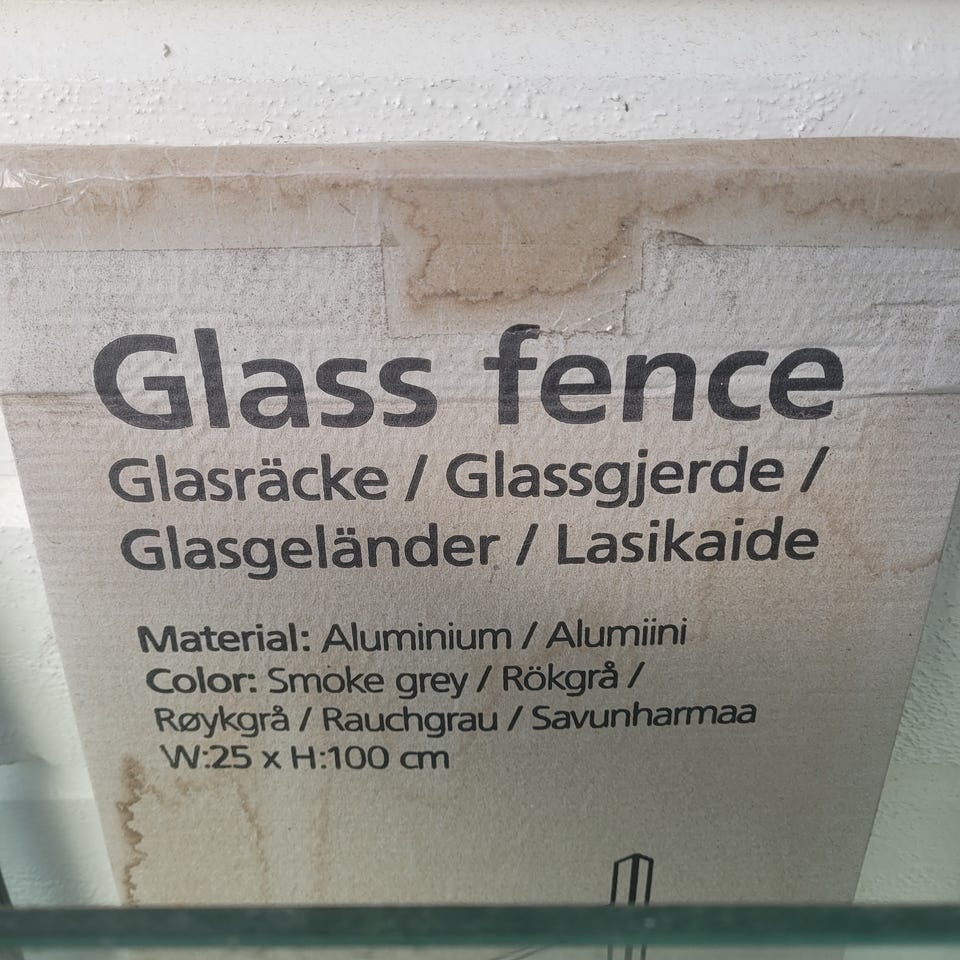 Glass fence
Glasräcke / Glassgjerde /
Glasgeländer / Lasikaide
Material: Aluminium / Alumiini
Color: Smoke grey / Rökgrå /
Røykgrå / Rauchgrau / Savunharmaa
W:25 x H:100 cm